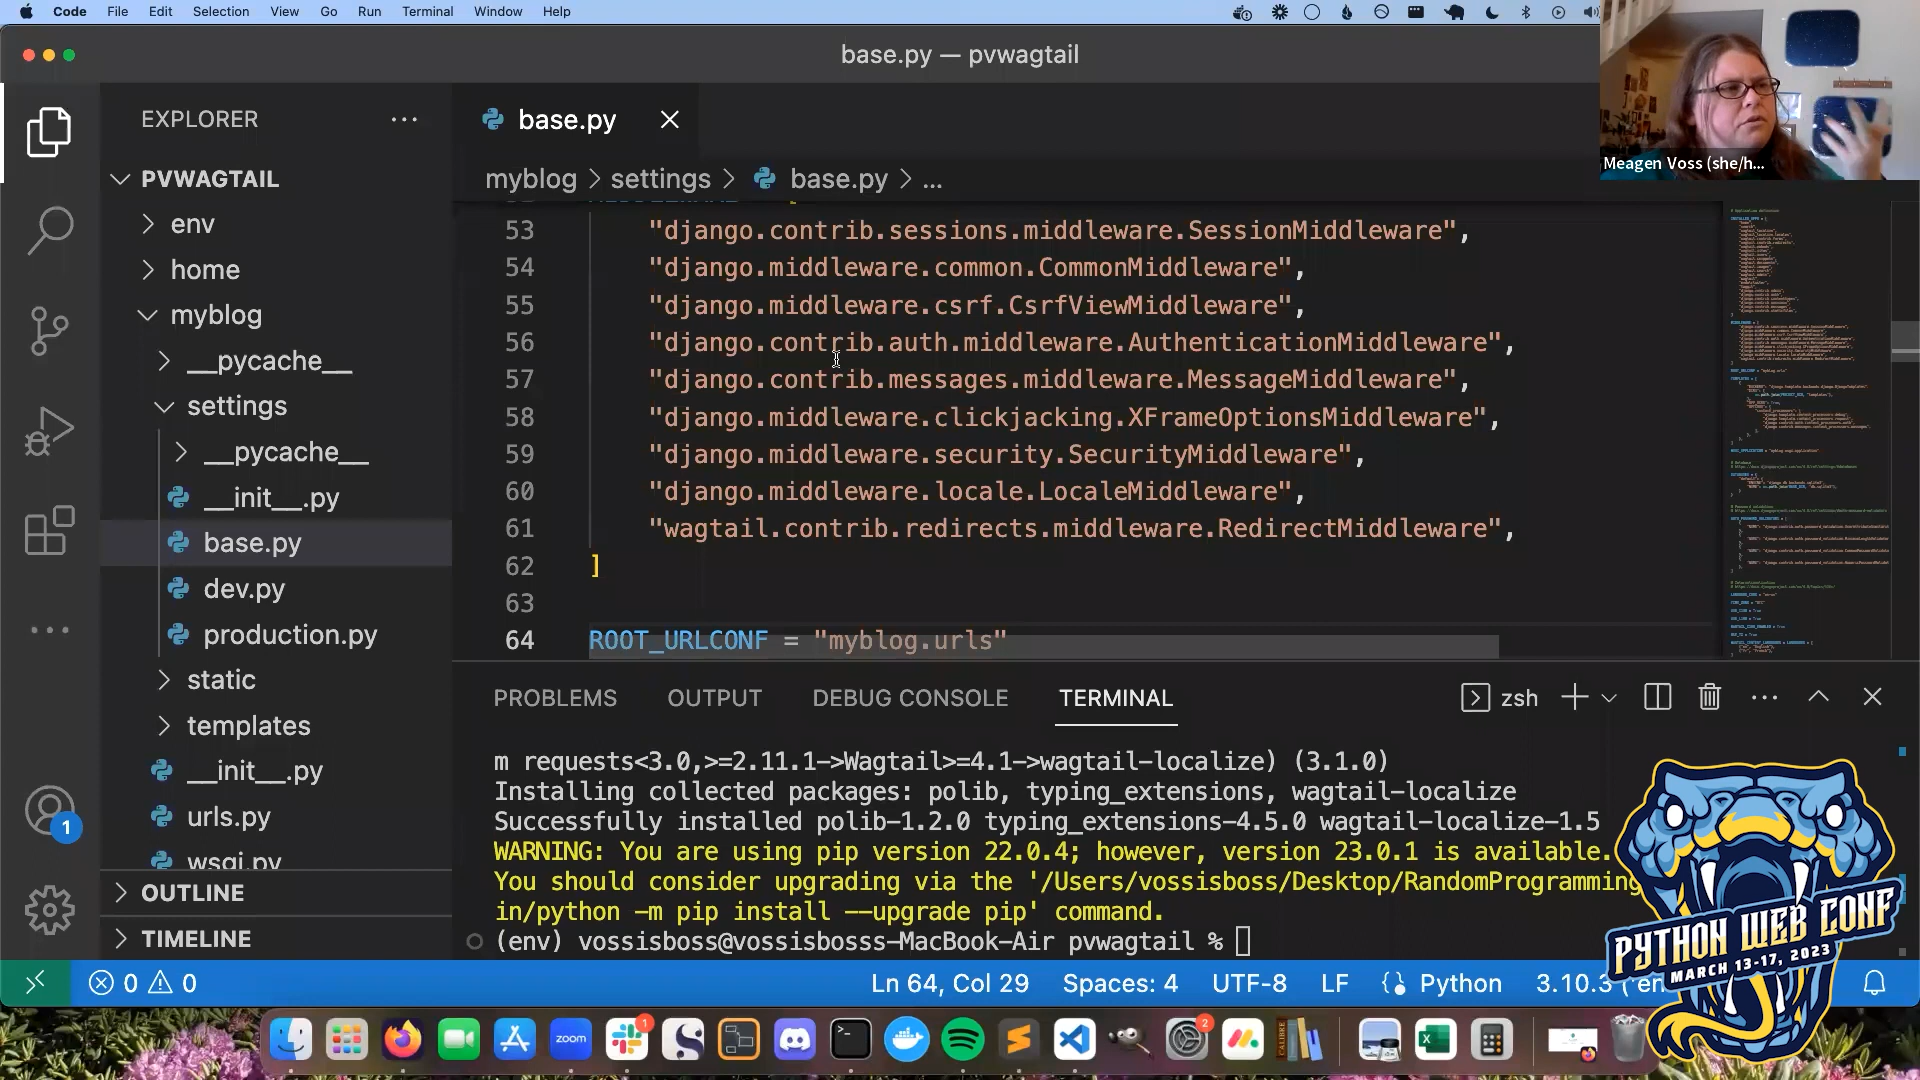 Code File Edit Selection View Go Run Terminal Window Help
base.py — pvwagtail
Meagen Voss (she/h...
EXPLORER
PVWAGTAIL
env
home
myblog
__pycache__
settings
__pycache__
__init__.py
base.py
dev.py
production.py
static
templates
__init__.py
urls.py
wsgi.py
OUTLINE
TIMELINE
1
base.py
myblog > settings > base.py > ...
53 "django.contrib.sessions.middleware.SessionMiddleware",
54 "django.middleware.common.CommonMiddleware",
55 "django.middleware.csrf.CsrfViewMiddleware",
56 "django.contrib.auth.middleware.AuthenticationMiddleware",
57 "django.contrib.messages.middleware.MessageMiddleware",
58 "django.middleware.clickjacking.XFrameOptionsMiddleware",
59 "django.middleware.security.SecurityMiddleware",
60 "django.middleware.locale.LocaleMiddleware",
61 "wagtail.contrib.redirects.middleware.RedirectMiddleware",
62 ]
63
64 ROOT_URLCONF = "myblog.urls"
PROBLEMS OUTPUT DEBUG CONSOLE TERMINAL zsh
m requests<3.0,>=2.11.1->Wagtail>=4.1->wagtail-localize) (3.1.0)
Installing collected packages: polib, typing_extensions, wagtail-localize
Successfully installed polib-1.2.0 typing_extensions-4.5.0 wagtail-localize-1.5
WARNING: You are using pip version 22.0.4; however, version 23.0.1 is available.
You should consider upgrading via the '/Users/vossisboss/Desktop/RandomProgramming
in/python -m pip install --upgrade pip' command.
(env) vossisboss@vossisbosss-MacBook-Air pvwagtail %
0 0 Ln 64, Col 29 Spaces: 4 UTF-8 LF Python 3.10.3 ('en
PYTHON WEB CONF
MARCH 13-17, 2023
zoom
1
2
CALIBRE